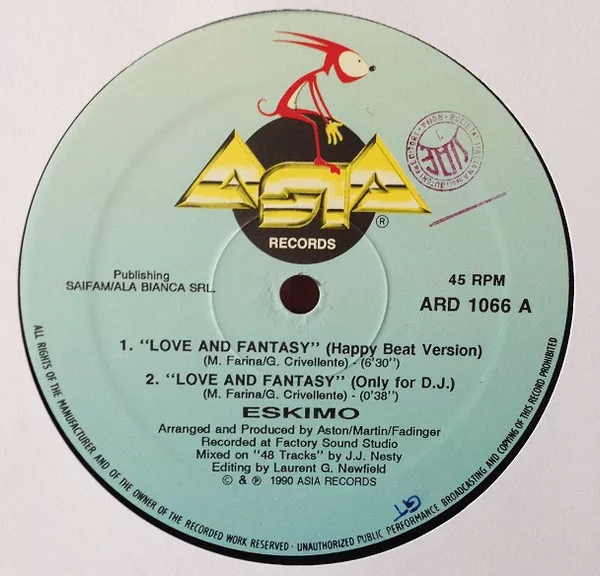 ASIA
®
RECORDS
SIAE
Publishing
SAIFAM/ALA BIANCA SRL.
45 RPM
ARD 1066 A
1. "LOVE AND FANTASY" (Happy Beat Version)
(M. Farina/G. Crivellente) - (6'30'')
2. "LOVE AND FANTASY" (Only for D.J.)
(M. Farina/G. Crivellente) - (0'38'')
ESKIMO
Arranged and Produced by Aston/Martin/Fadinger
Recorded at Factory Sound Studio
Mixed on "48 Tracks" by J.J. Nesty
Editing by Laurent G. Newfield
© & ℗ 1990 ASIA RECORDS
ALL RIGHTS OF THE MANUFACTURER AND OF THE OWNER OF THE RECORDED WORK RESERVED · UNAUTHORIZED PUBLIC PERFORMANCE BROADCASTING AND COPYING OF THIS RECORD PROHIBITED